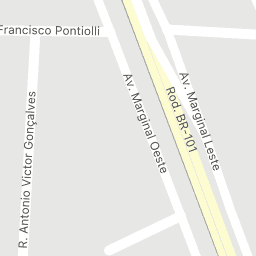 Francisco Pontiolli
Av. Marginal Oeste
Av. Marginal Leste
Rod. BR-101
R. Antonio Victor Gonçalves